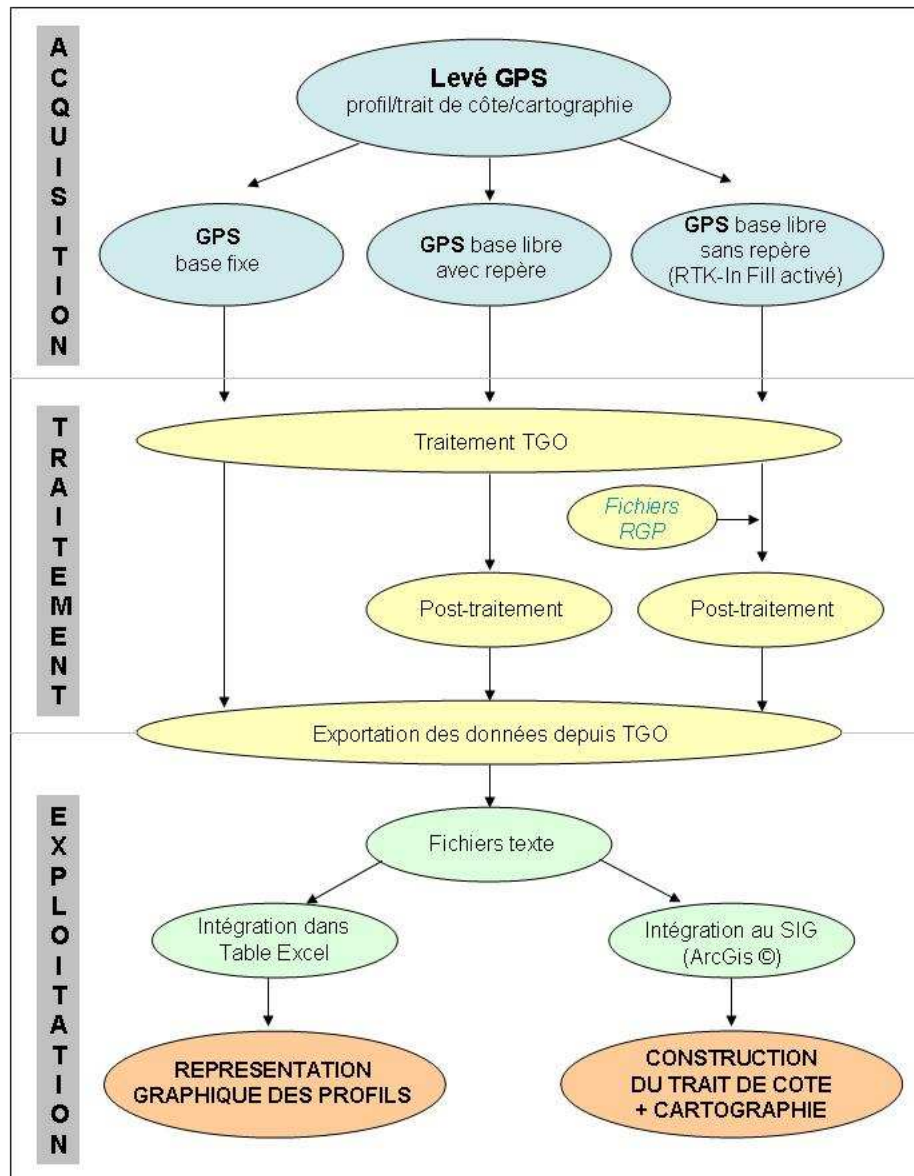 ACQUISITION
Levé GPS
profil/trait de côte/cartographie
GPS
base fixe
GPS base libre
avec repère
GPS base libre
sans repère
(RTK-In Fill activé)
TRAITEMENT
Traitement TGO
Fichiers
RGP
Post-traitement
Post-traitement
Exportation des données depuis TGO
EXPLOITATION
Fichiers texte
Intégration dans
Table Excel
Intégration au SIG
(ArcGis ©)
REPRESENTATION
GRAPHIQUE DES PROFILS
CONSTRUCTION
DU TRAIT DE COTE
+ CARTOGRAPHIE